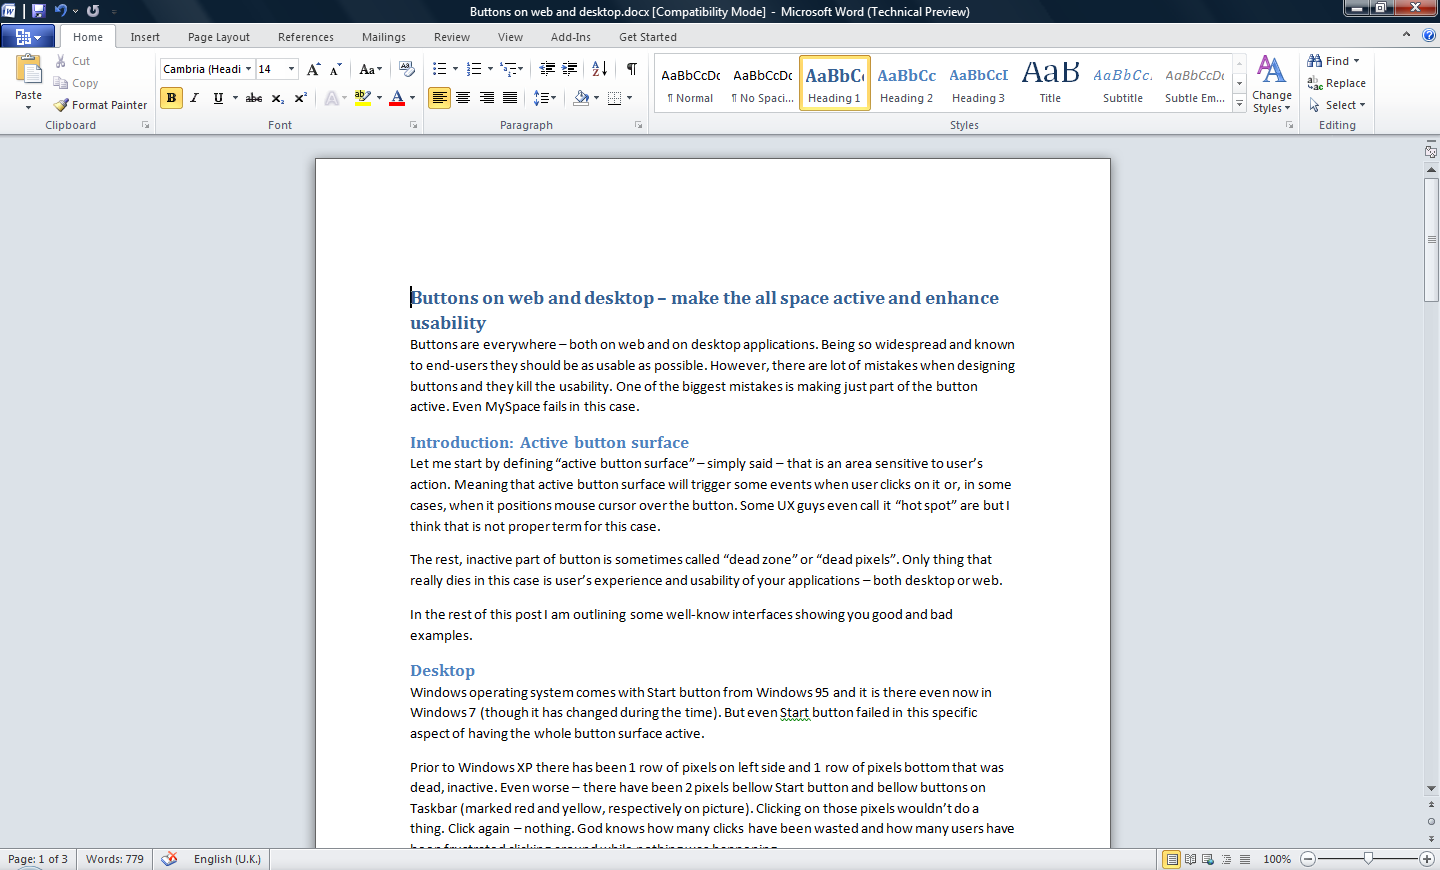 Buttons on web and desktop.docx [Compatibility Mode] - Microsoft Word (Technical Preview)
Home Insert Page Layout References Mailings Review View Add-Ins Get Started
Paste
Cut
Copy
Format Painter
Clipboard
Cambria (Headi 14 A A Aa
B I U abc X2 X2 A ab A
Font
Paragraph
AaBbCcDc AaBbCcDc AaBbCc AaBbCc AaBbCcI AaB AaBbCc. AaBbCcDc
¶ Normal ¶ No Spaci... Heading 1 Heading 2 Heading 3 Title Subtitle Subtle Em...
Styles
Change
Styles
Find
Replace
Select
Editing
Buttons on web and desktop – make the all space active and enhance
usability
Buttons are everywhere – both on web and on desktop applications. Being so widespread and known
to end-users they should be as usable as possible. However, there are lot of mistakes when designing
buttons and they kill the usability. One of the biggest mistakes is making just part of the button
active. Even MySpace fails in this case.
Introduction: Active button surface
Let me start by defining “active button surface” – simply said – that is an area sensitive to user’s
action. Meaning that active button surface will trigger some events when user clicks on it or, in some
cases, when it positions mouse cursor over the button. Some UX guys even call it “hot spot” are but I
think that is not proper term for this case.
The rest, inactive part of button is sometimes called “dead zone” or “dead pixels”. Only thing that
really dies in this case is user’s experience and usability of your applications – both desktop or web.
In the rest of this post I am outlining some well-know interfaces showing you good and bad
examples.
Desktop
Windows operating system comes with Start button from Windows 95 and it is there even now in
Windows 7 (though it has changed during the time). But even Start button failed in this specific
aspect of having the whole button surface active.
Prior to Windows XP there has been 1 row of pixels on left side and 1 row of pixels bottom that was
dead, inactive. Even worse – there have been 2 pixels bellow Start button and bellow buttons on
Taskbar (marked red and yellow, respectively on picture). Clicking on those pixels wouldn’t do a
thing. Click again – nothing. God knows how many clicks have been wasted and how many users have
been frustrated clicking around while nothing was happening.
Page: 1 of 3 Words: 779 English (U.K.) 100%